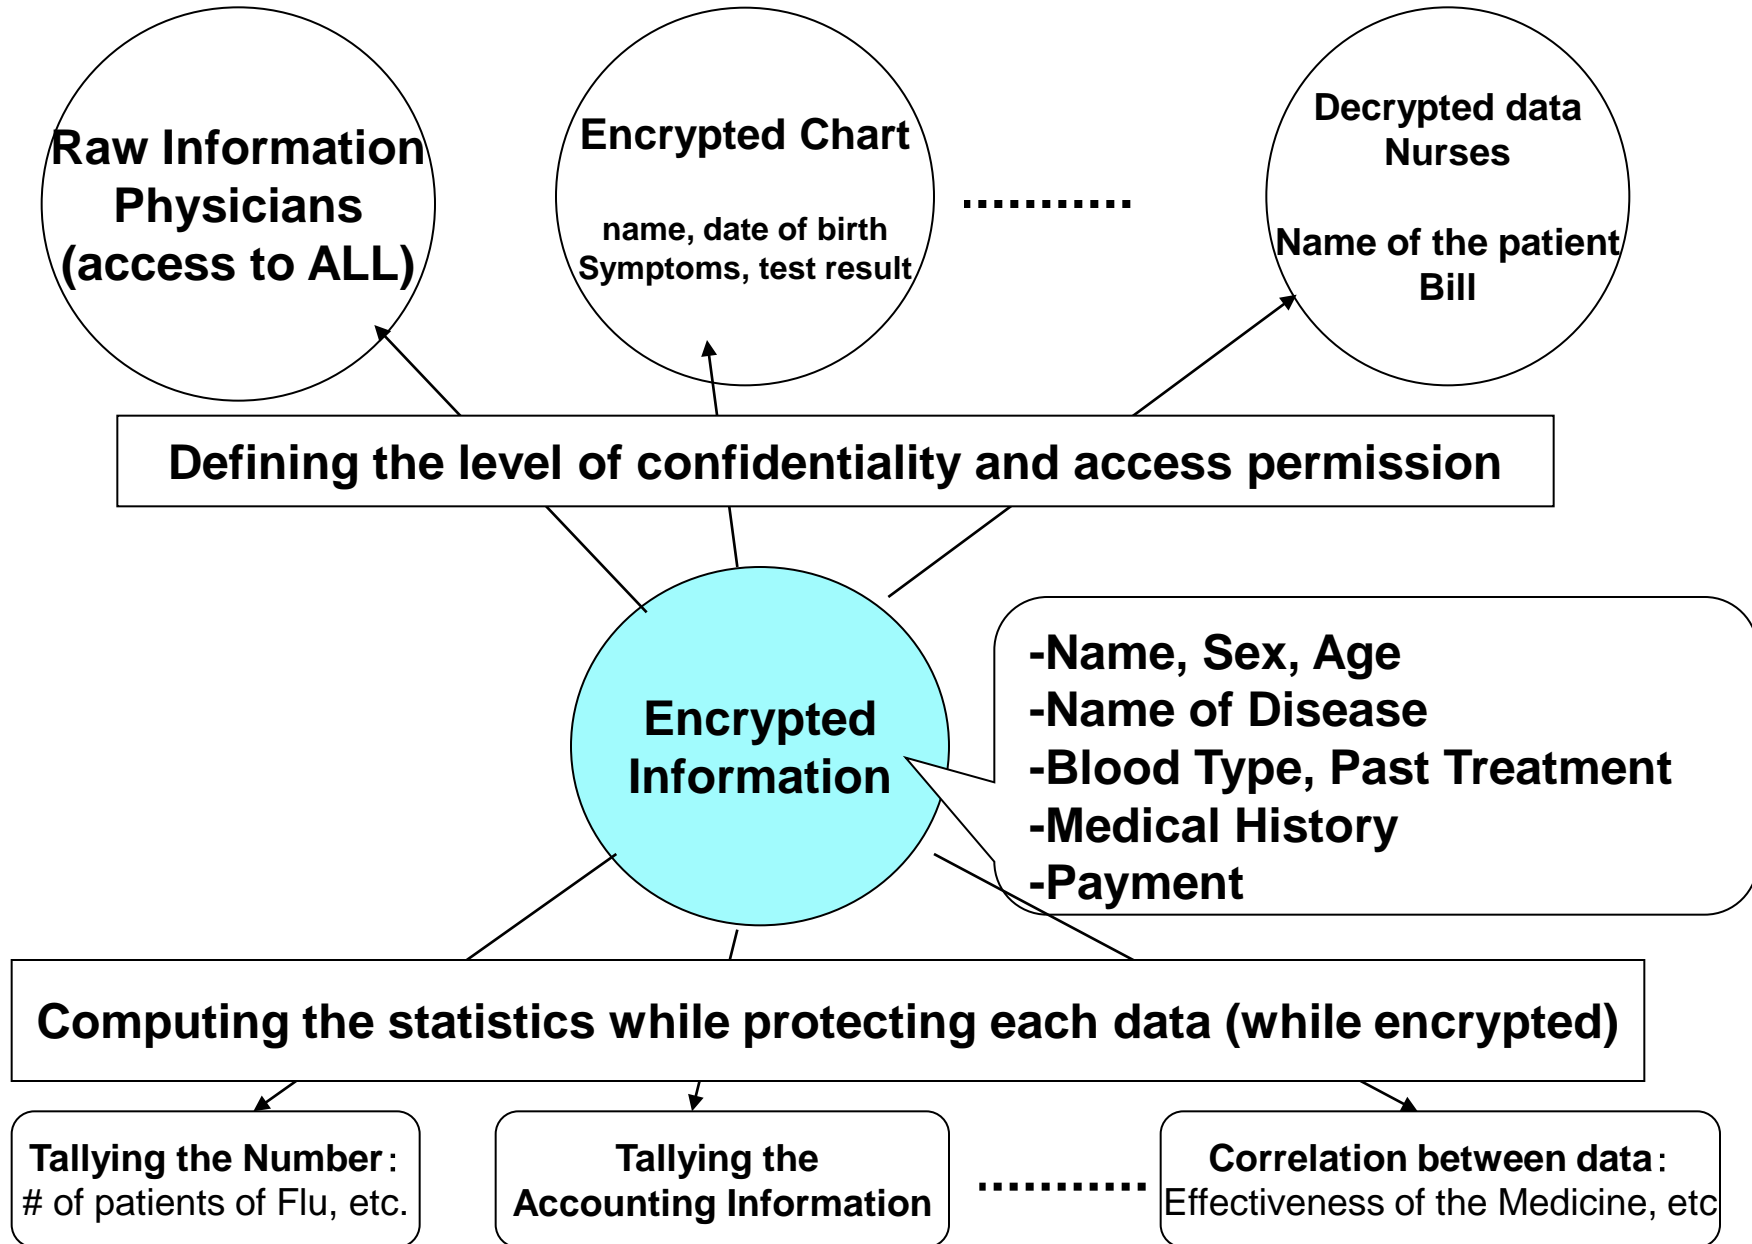 Raw Information
Physicians
(access to ALL)
Encrypted Chart
name, date of birth
Symptoms, test result
Decrypted data
Nurses
Name of the patient
Bill
Defining the level of confidentiality and access permission
Encrypted
Information
-Name, Sex, Age
-Name of Disease
-Blood Type, Past Treatment
-Medical History
-Payment
Computing the statistics while protecting each data (while encrypted)
Tallying the Number：
# of patients of Flu, etc.
Tallying the
Accounting Information
Correlation between data：
Effectiveness of the Medicine, etc